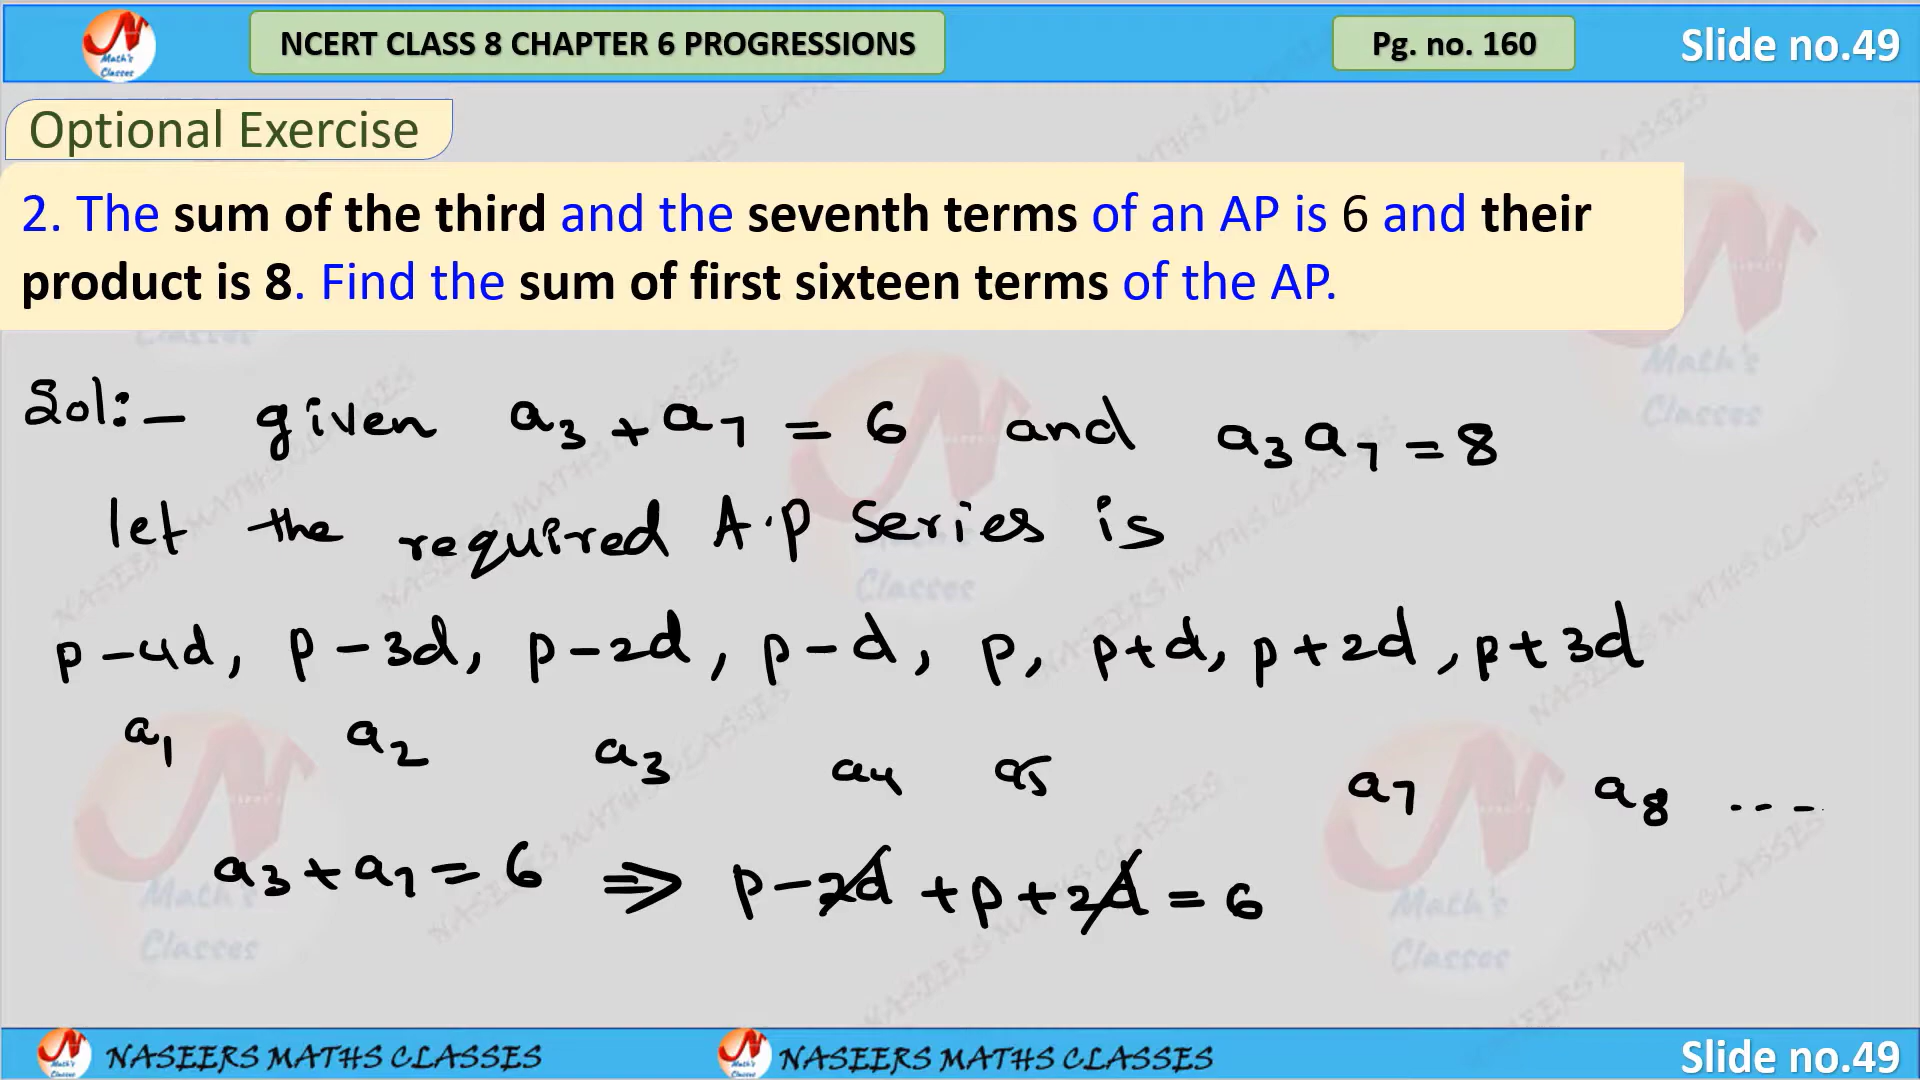 NCERT CLASS 8 CHAPTER 6 PROGRESSIONS
Pg. no. 160
Slide no.49
Math's
Classes
Optional Exercise
2. The sum of the third and the seventh terms of an AP is 6 and their
product is 8. Find the sum of first sixteen terms of the AP.
Sol:- given a₃ + a₇ = 6 and a₃ a₇ = 8
let the required A.P series is
p-4d, p-3d, p-2d, p-d, p, p+d, p+2d, p+3d
a₁ a₂ a₃ a₄ a₅ a₇ a₈ ----
a₃+a₇ = 6 ⇒ p-2d + p+2d = 6
NASEERS MATHS CLASSES
NASEERS MATHS CLASSES
Slide no.49